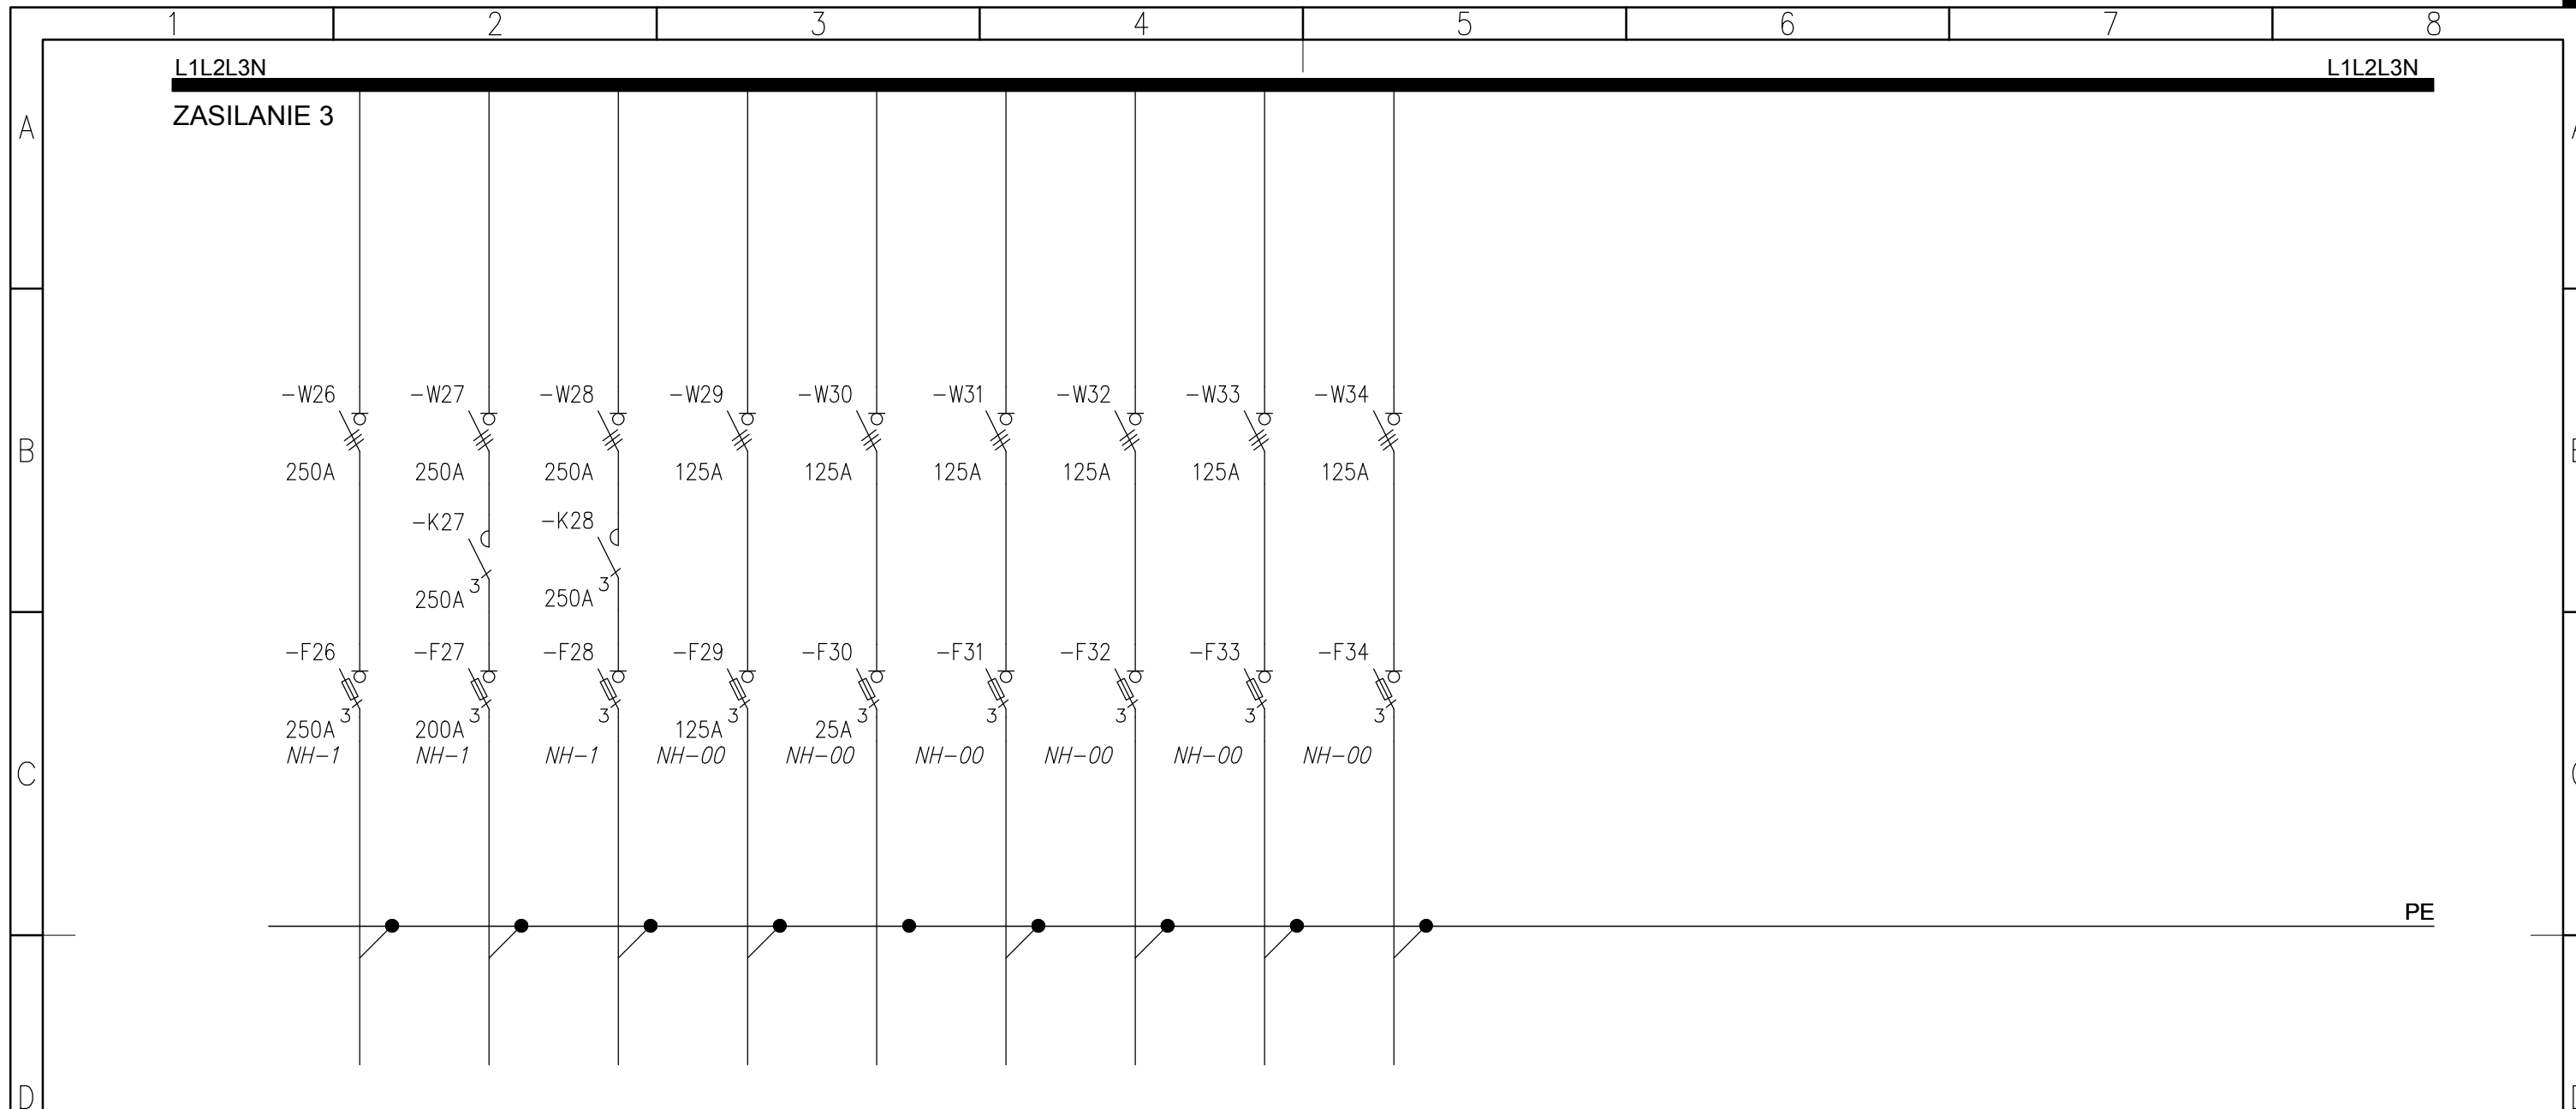 1 2 3 4 5 6 7 8
L1L2L3N L1L2L3N
ZASILANIE 3
A
-W26 -W27 -W28 -W29 -W30 -W31 -W32 -W33 -W34
B
250A 250A 250A 125A 125A 125A 125A 125A 125A
-K27 -K28
3 3
250A 250A
-F26 -F27 -F28 -F29 -F30 -F31 -F32 -F33 -F34
3 3 3 3 3 3 3 3 3
250A 200A 125A 25A
NH-1 NH-1 NH-1 NH-00 NH-00 NH-00 NH-00 NH-00 NH-00
C
PE
D